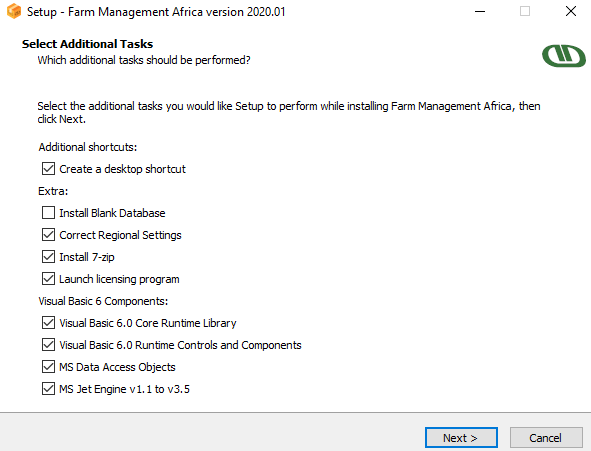 Setup - Farm Management Africa version 2020.01
Select Additional Tasks
Which additional tasks should be performed?
Select the additional tasks you would like Setup to perform while installing Farm Management Africa, then
click Next.
Additional shortcuts:
Create a desktop shortcut
Extra:
Install Blank Database
Correct Regional Settings
Install 7-zip
Launch licensing program
Visual Basic 6 Components:
Visual Basic 6.0 Core Runtime Library
Visual Basic 6.0 Runtime Controls and Components
MS Data Access Objects
MS Jet Engine v1.1 to v3.5
Next >
Cancel